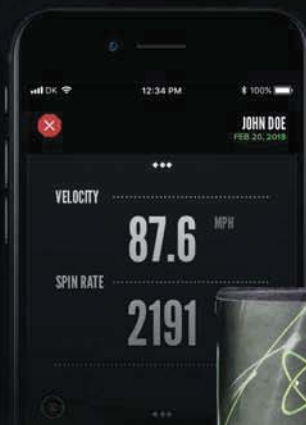 DK 12:34 PM 100%
JOHN DOE
FEB 20, 2018
VELOCITY
87.6 MPH
SPIN RATE
2191